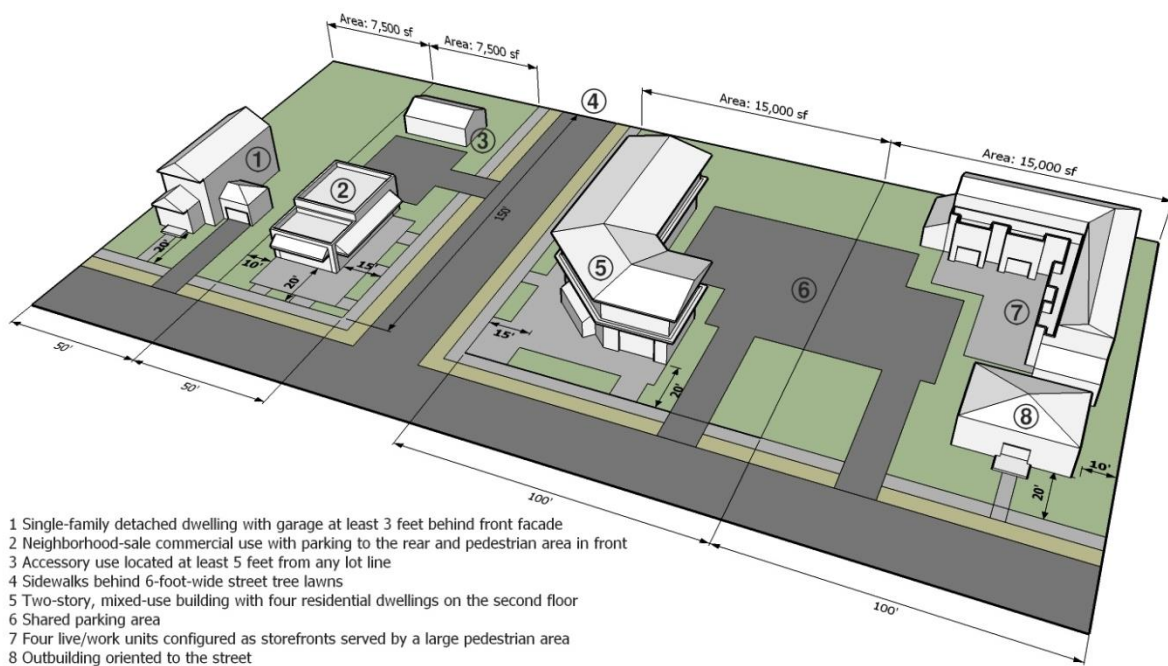 Area: 7,500 sf
Area: 7,500 sf
Area: 15,000 sf
Area: 15,000 sf
4
3
1
2
150'
5
6
7
8
20'
10'
20'
15'
15'
20'
10'
20'
50'
50'
100'
100'
1 Single-family detached dwelling with garage at least 3 feet behind front facade
2 Neighborhood-sale commercial use with parking to the rear and pedestrian area in front
3 Accessory use located at least 5 feet from any lot line
4 Sidewalks behind 6-foot-wide street tree lawns
5 Two-story, mixed-use building with four residential dwellings on the second floor
6 Shared parking area
7 Four live/work units configured as storefronts served by a large pedestrian area
8 Outbuilding oriented to the street